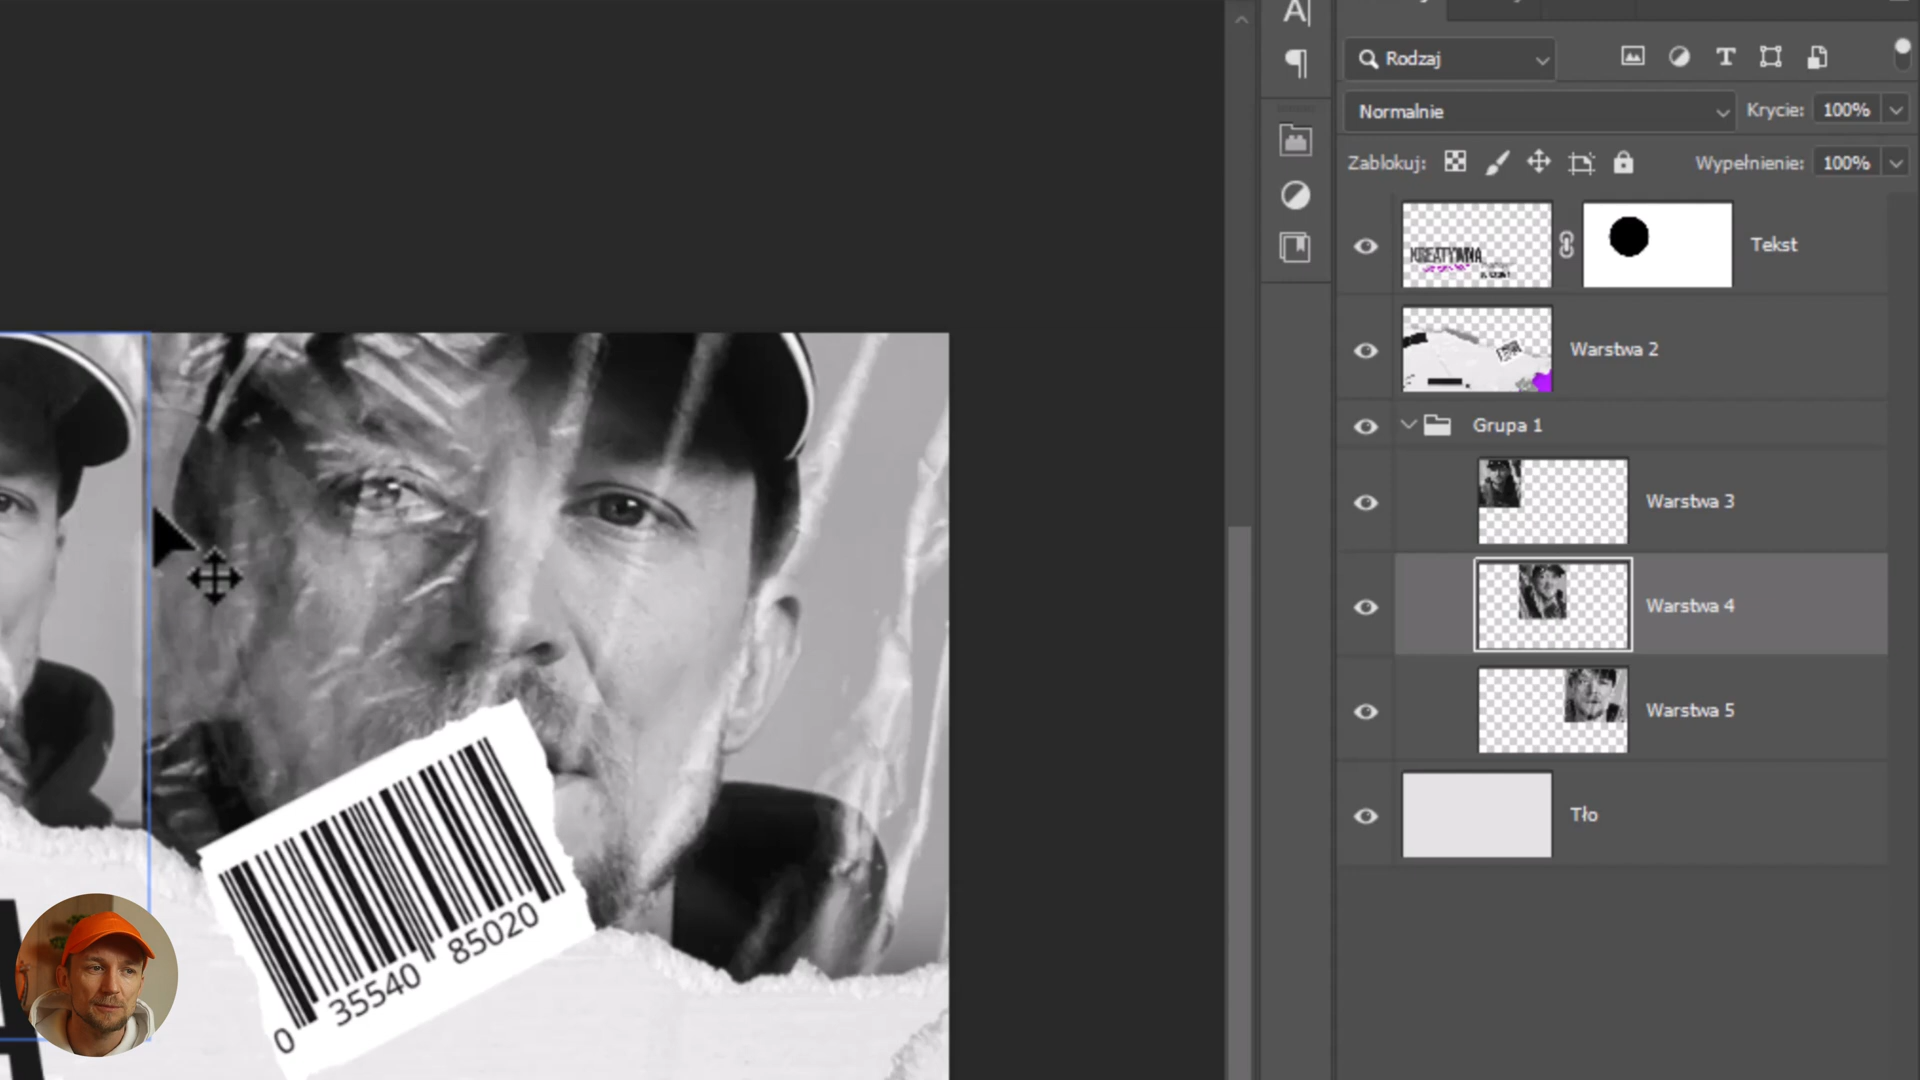 A
¶
Rodzaj
T
Normalnie
Krycie:
100%
Zablokuj:
Wypełnienie:
100%
KREATYWNA
Tekst
Warstwa 2
Grupa 1
Warstwa 3
Warstwa 4
Warstwa 5
Tło
0 35540 85020